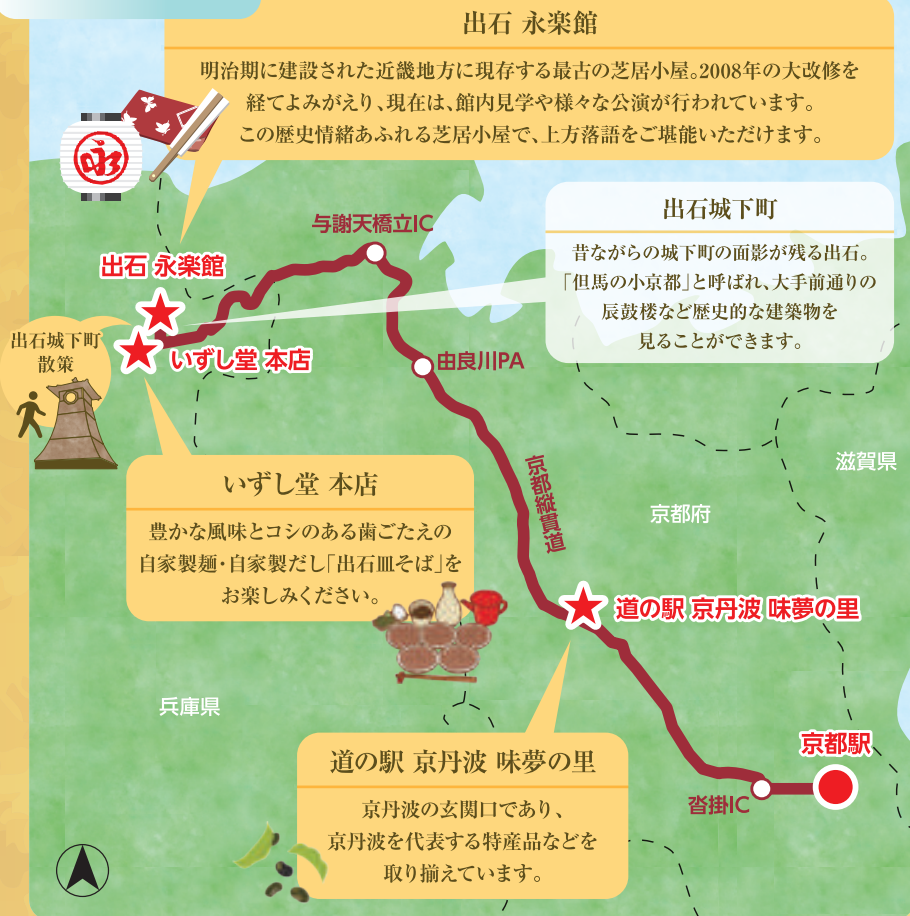 出石 永楽館
明治期に建設された近畿地方に現存する最古の芝居小屋。2008年の大改修を
経てよみがえり、現在は、館内見学や様々な公演が行われています。
この歴史情緒あふれる芝居小屋で、上方落語をご堪能いただけます。
永
出石城下町
昔ながらの城下町の面影が残る出石。
「但馬の小京都」と呼ばれ、大手前通りの
辰鼓楼など歴史的な建築物を
見ることができます。
与謝天橋立IC
出石 永楽館
出石城下町
散策
いずし堂 本店
由良川PA
いずし堂 本店
豊かな風味とコシのある歯ごたえの
自家製麺・自家製だし「出石皿そば」を
お楽しみください。
京都縦貫道
滋賀県
京都府
道の駅 京丹波 味夢の里
兵庫県
道の駅 京丹波 味夢の里
京丹波の玄関口であり、
京丹波を代表する特産品などを
取り揃えています。
京都駅
沓掛IC